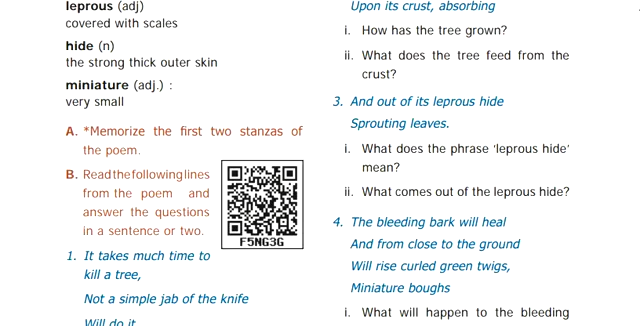 leprous (adj)
covered with scales
hide (n)
the strong thick outer skin
miniature (adj.) :
very small
A. *Memorize the first two stanzas of
the poem.
B. Read the following lines
from the poem and
answer the questions
in a sentence or two.
F5NG3G
1. It takes much time to
kill a tree,
Not a simple jab of the knife
Will do it
Upon its crust, absorbing
i. How has the tree grown?
ii. What does the tree feed from the
crust?
3. And out of its leprous hide
Sprouting leaves.
i. What does the phrase 'leprous hide'
mean?
ii. What comes out of the leprous hide?
4. The bleeding bark will heal
And from close to the ground
Will rise curled green twigs,
Miniature boughs
i. What will happen to the bleeding